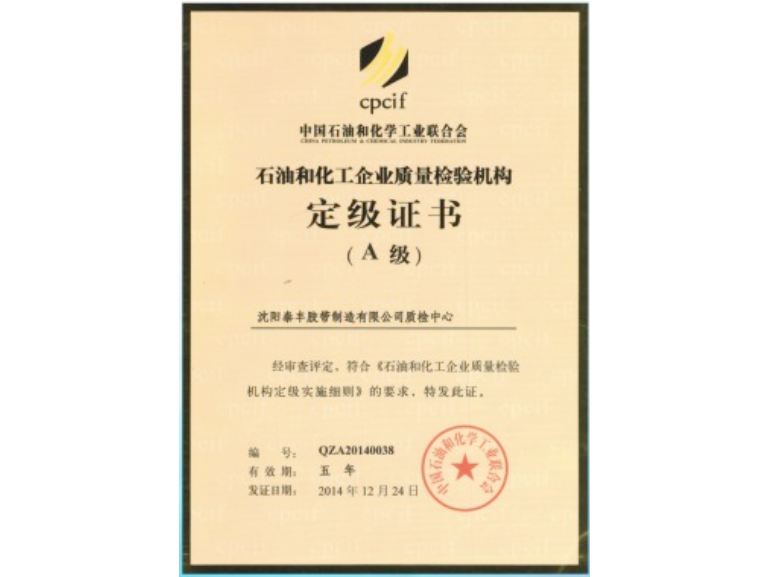 cpcif
中国石油和化学工业联合会
CHINA PETROLEUM & CHEMICAL INDUSTRY FEDERATION
石油和化工企业质量检验机构
定级证书
(A 级)
沈阳泰丰胶带制造有限公司质检中心
经审查评定,符合《石油和化工企业质量检验
机构定级实施细则》的要求,特发此证。
编 号: QZA20140038
有 效 期: 五 年
发证日期: 2014 年 12 月 24 日
中国石油和化学工业联合会